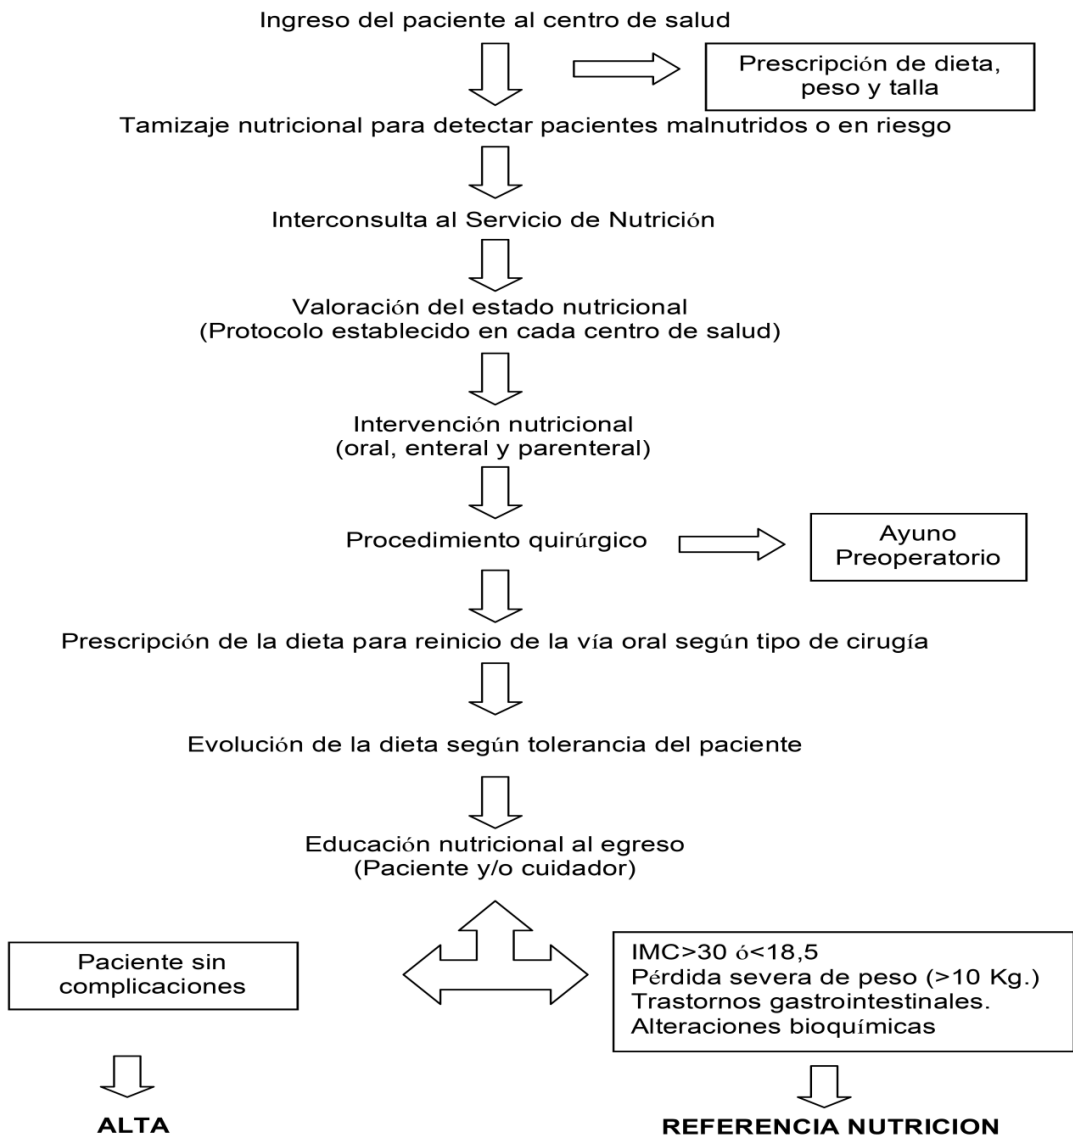 Ingreso del paciente al centro de salud
Prescripción de dieta,
peso y talla
Tamizaje nutricional para detectar pacientes malnutridos o en riesgo
Interconsulta al Servicio de Nutrición
Valoración del estado nutricional
(Protocolo establecido en cada centro de salud)
Intervención nutricional
(oral, enteral y parenteral)
Procedimiento quirúrgico
Ayuno
Preoperatorio
Prescripción de la dieta para reinicio de la vía oral según tipo de cirugía
Evolución de la dieta según tolerancia del paciente
Educación nutricional al egreso
(Paciente y/o cuidador)
Paciente sin
complicaciones
IMC>30 ó<18,5
Pérdida severa de peso (>10 Kg.)
Trastornos gastrointestinales.
Alteraciones bioquímicas
ALTA
REFERENCIA NUTRICION